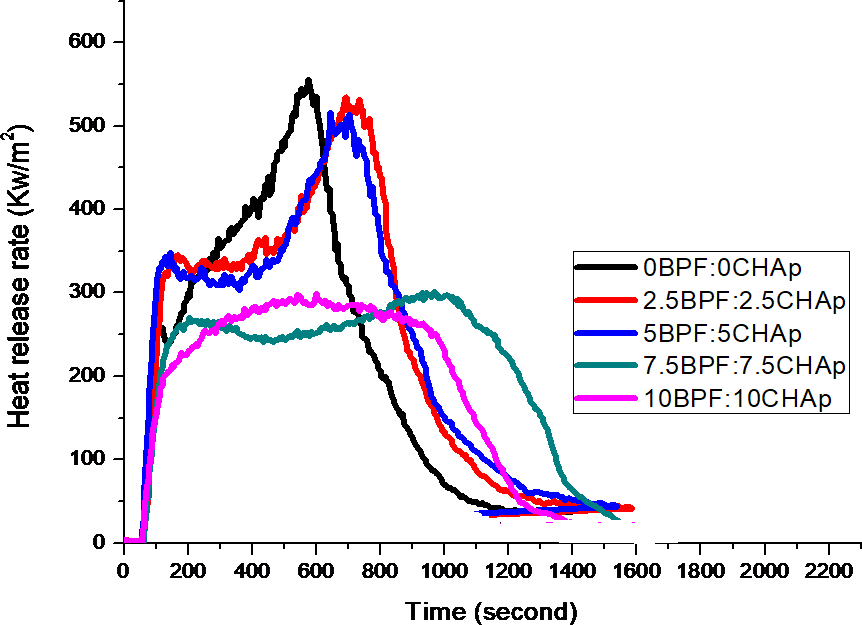 600
500
400
300
200
100
0
Heat release rate (Kw/m²)
0BPF:0CHAp
2.5BPF:2.5CHAp
5BPF:5CHAp
7.5BPF:7.5CHAp
10BPF:10CHAp
0 200 400 600 800 1000 1200 1400 1600 1800 2000 2200
Time (second)